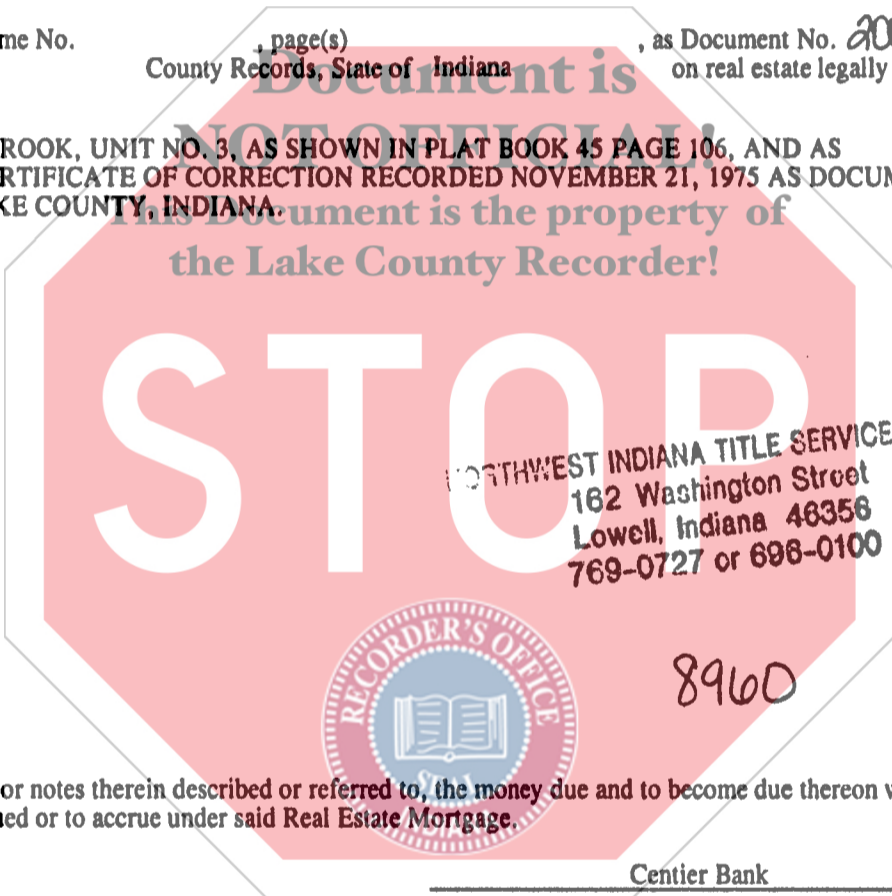 me No. , page(s) , as Document No. 20
County Records, State of Indiana on real estate legally
Document is
NOT OFFICIAL!
ROOK, UNIT NO. 3, AS SHOWN IN PLAT BOOK 45 PAGE 106, AND AS
RTIFICATE OF CORRECTION RECORDED NOVEMBER 21, 1975 AS DOCUM
KE COUNTY, INDIANA.
This Document is the property of
the Lake County Recorder!
STOP
NORTHWEST INDIANA TITLE SERVICE
162 Washington Street
Lowell, Indiana 46356
769-0727 or 696-0100
RECORDER'S OFFICE
8960
SEAL
INDIANA
or notes therein described or referred to, the money due and to become due thereon
ed or to accrue under said Real Estate Mortgage.
Centier Bank